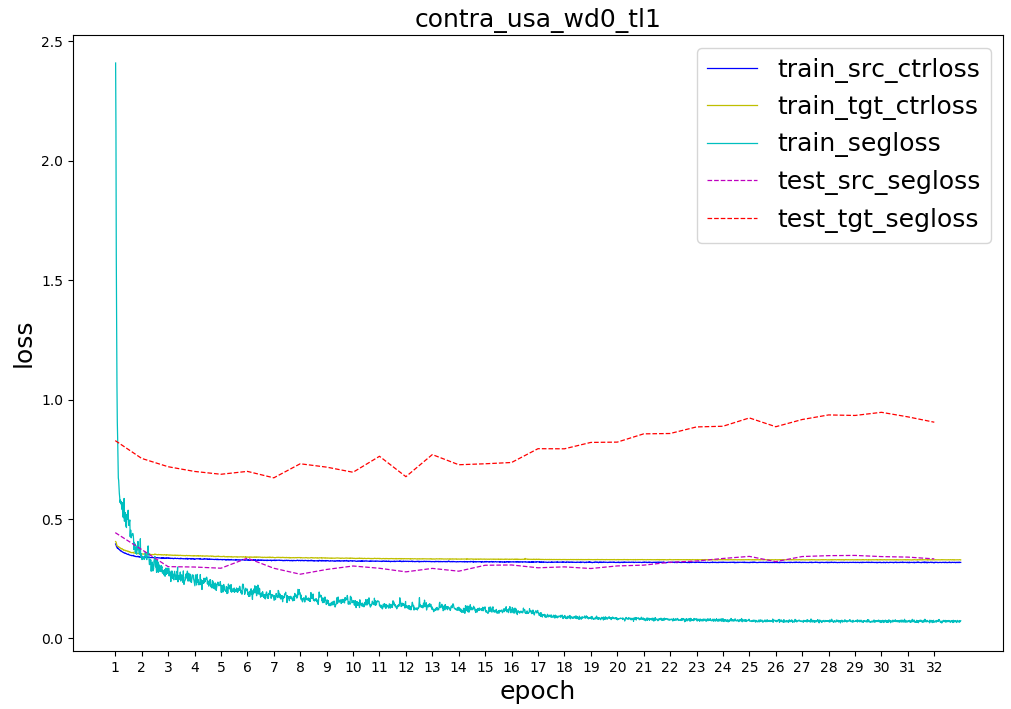 contra_usa_wd0_tl1
2.5
2.0
1.5
1.0
0.5
0.0
loss
train_src_ctrloss
train_tgt_ctrloss
train_segloss
test_src_segloss
test_tgt_segloss
1 2 3 4 5 6 7 8 9 10 11 12 13 14 15 16 17 18 19 20 21 22 23 24 25 26 27 28 29 30 31 32
epoch